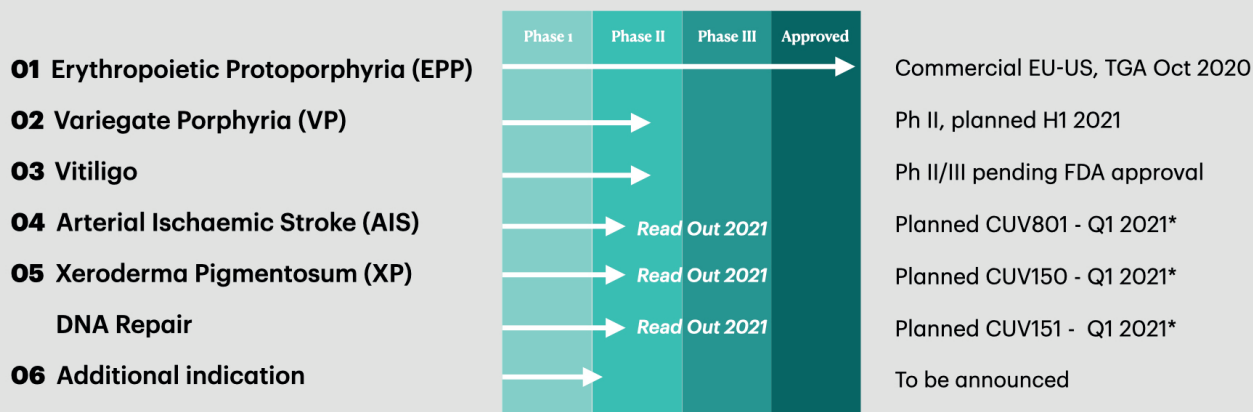 Phase 1 Phase II Phase III Approved
01 Erythropoietic Protoporphyria (EPP) Commercial EU-US, TGA Oct 2020
02 Variegate Porphyria (VP) Ph II, planned H1 2021
03 Vitiligo Ph II/III pending FDA approval
04 Arterial Ischaemic Stroke (AIS) Read Out 2021 Planned CUV801 - Q1 2021*
05 Xeroderma Pigmentosum (XP) Read Out 2021 Planned CUV150 - Q1 2021*
DNA Repair Read Out 2021 Planned CUV151 - Q1 2021*
06 Additional indication To be announced